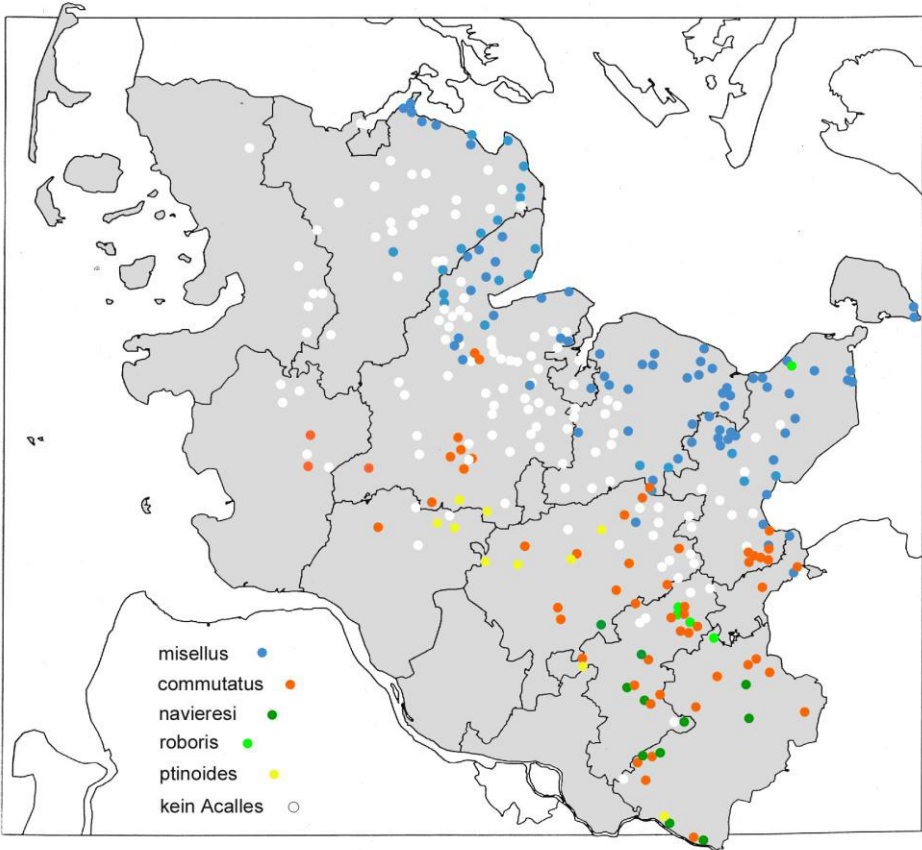 misellus
commutatus
navieresi
roboris
ptinoides
kein Acalles